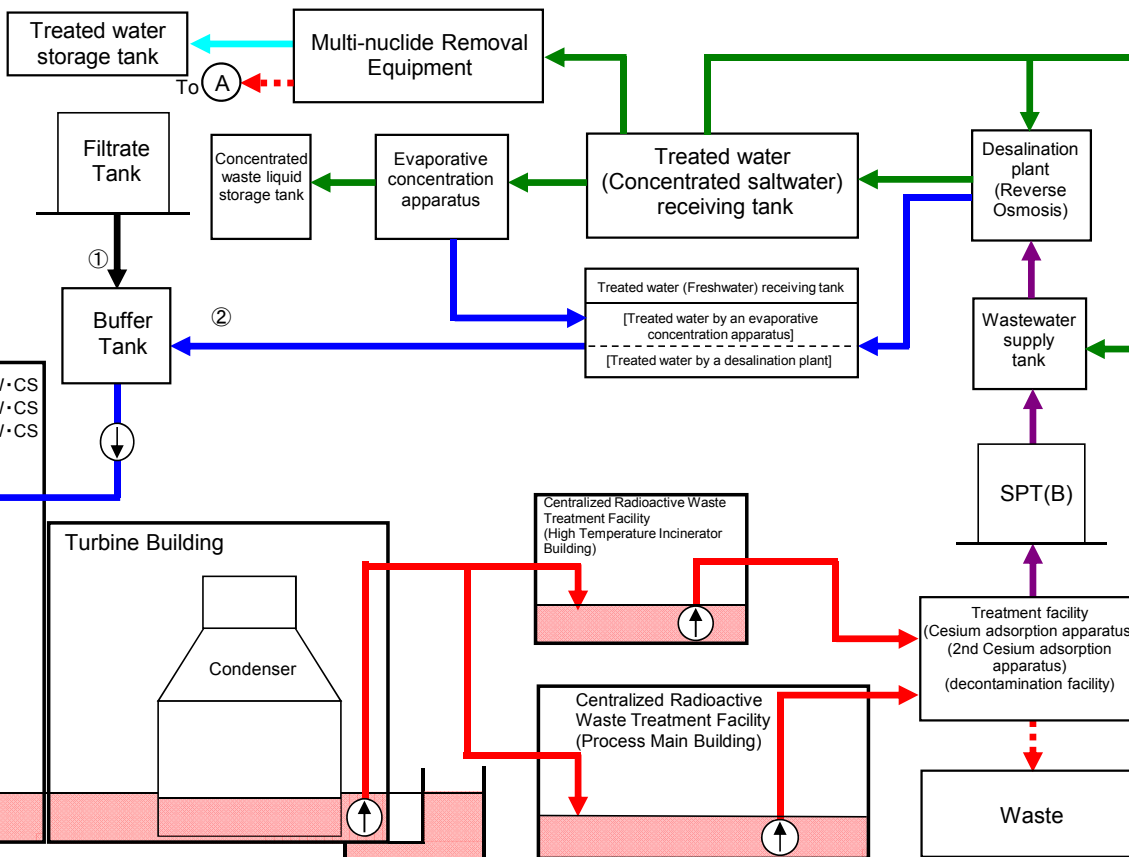 Treated water
storage tank
Multi-nuclide Removal
Equipment
To A
Filtrate
Tank
Concentrated
waste liquid
storage tank
Evaporative
concentration
apparatus
Treated water
(Concentrated saltwater)
receiving tank
Desalination
plant
(Reverse
Osmosis)
①
Buffer
Tank
②
Treated water (Freshwater) receiving tank
[Treated water by an evaporative
concentration apparatus]
[Treated water by a desalination plant]
Wastewater
supply
tank
・CS
・CS
・CS
SPT(B)
Turbine Building
Condenser
Centralized Radioactive Waste
Treatment Facility
(High Temperature Incinerator
Building)
Centralized Radioactive
Waste Treatment Facility
(Process Main Building)
Treatment facility
(Cesium adsorption apparatus
(2nd Cesium adsorption
apparatus)
(decontamination facility)
Waste